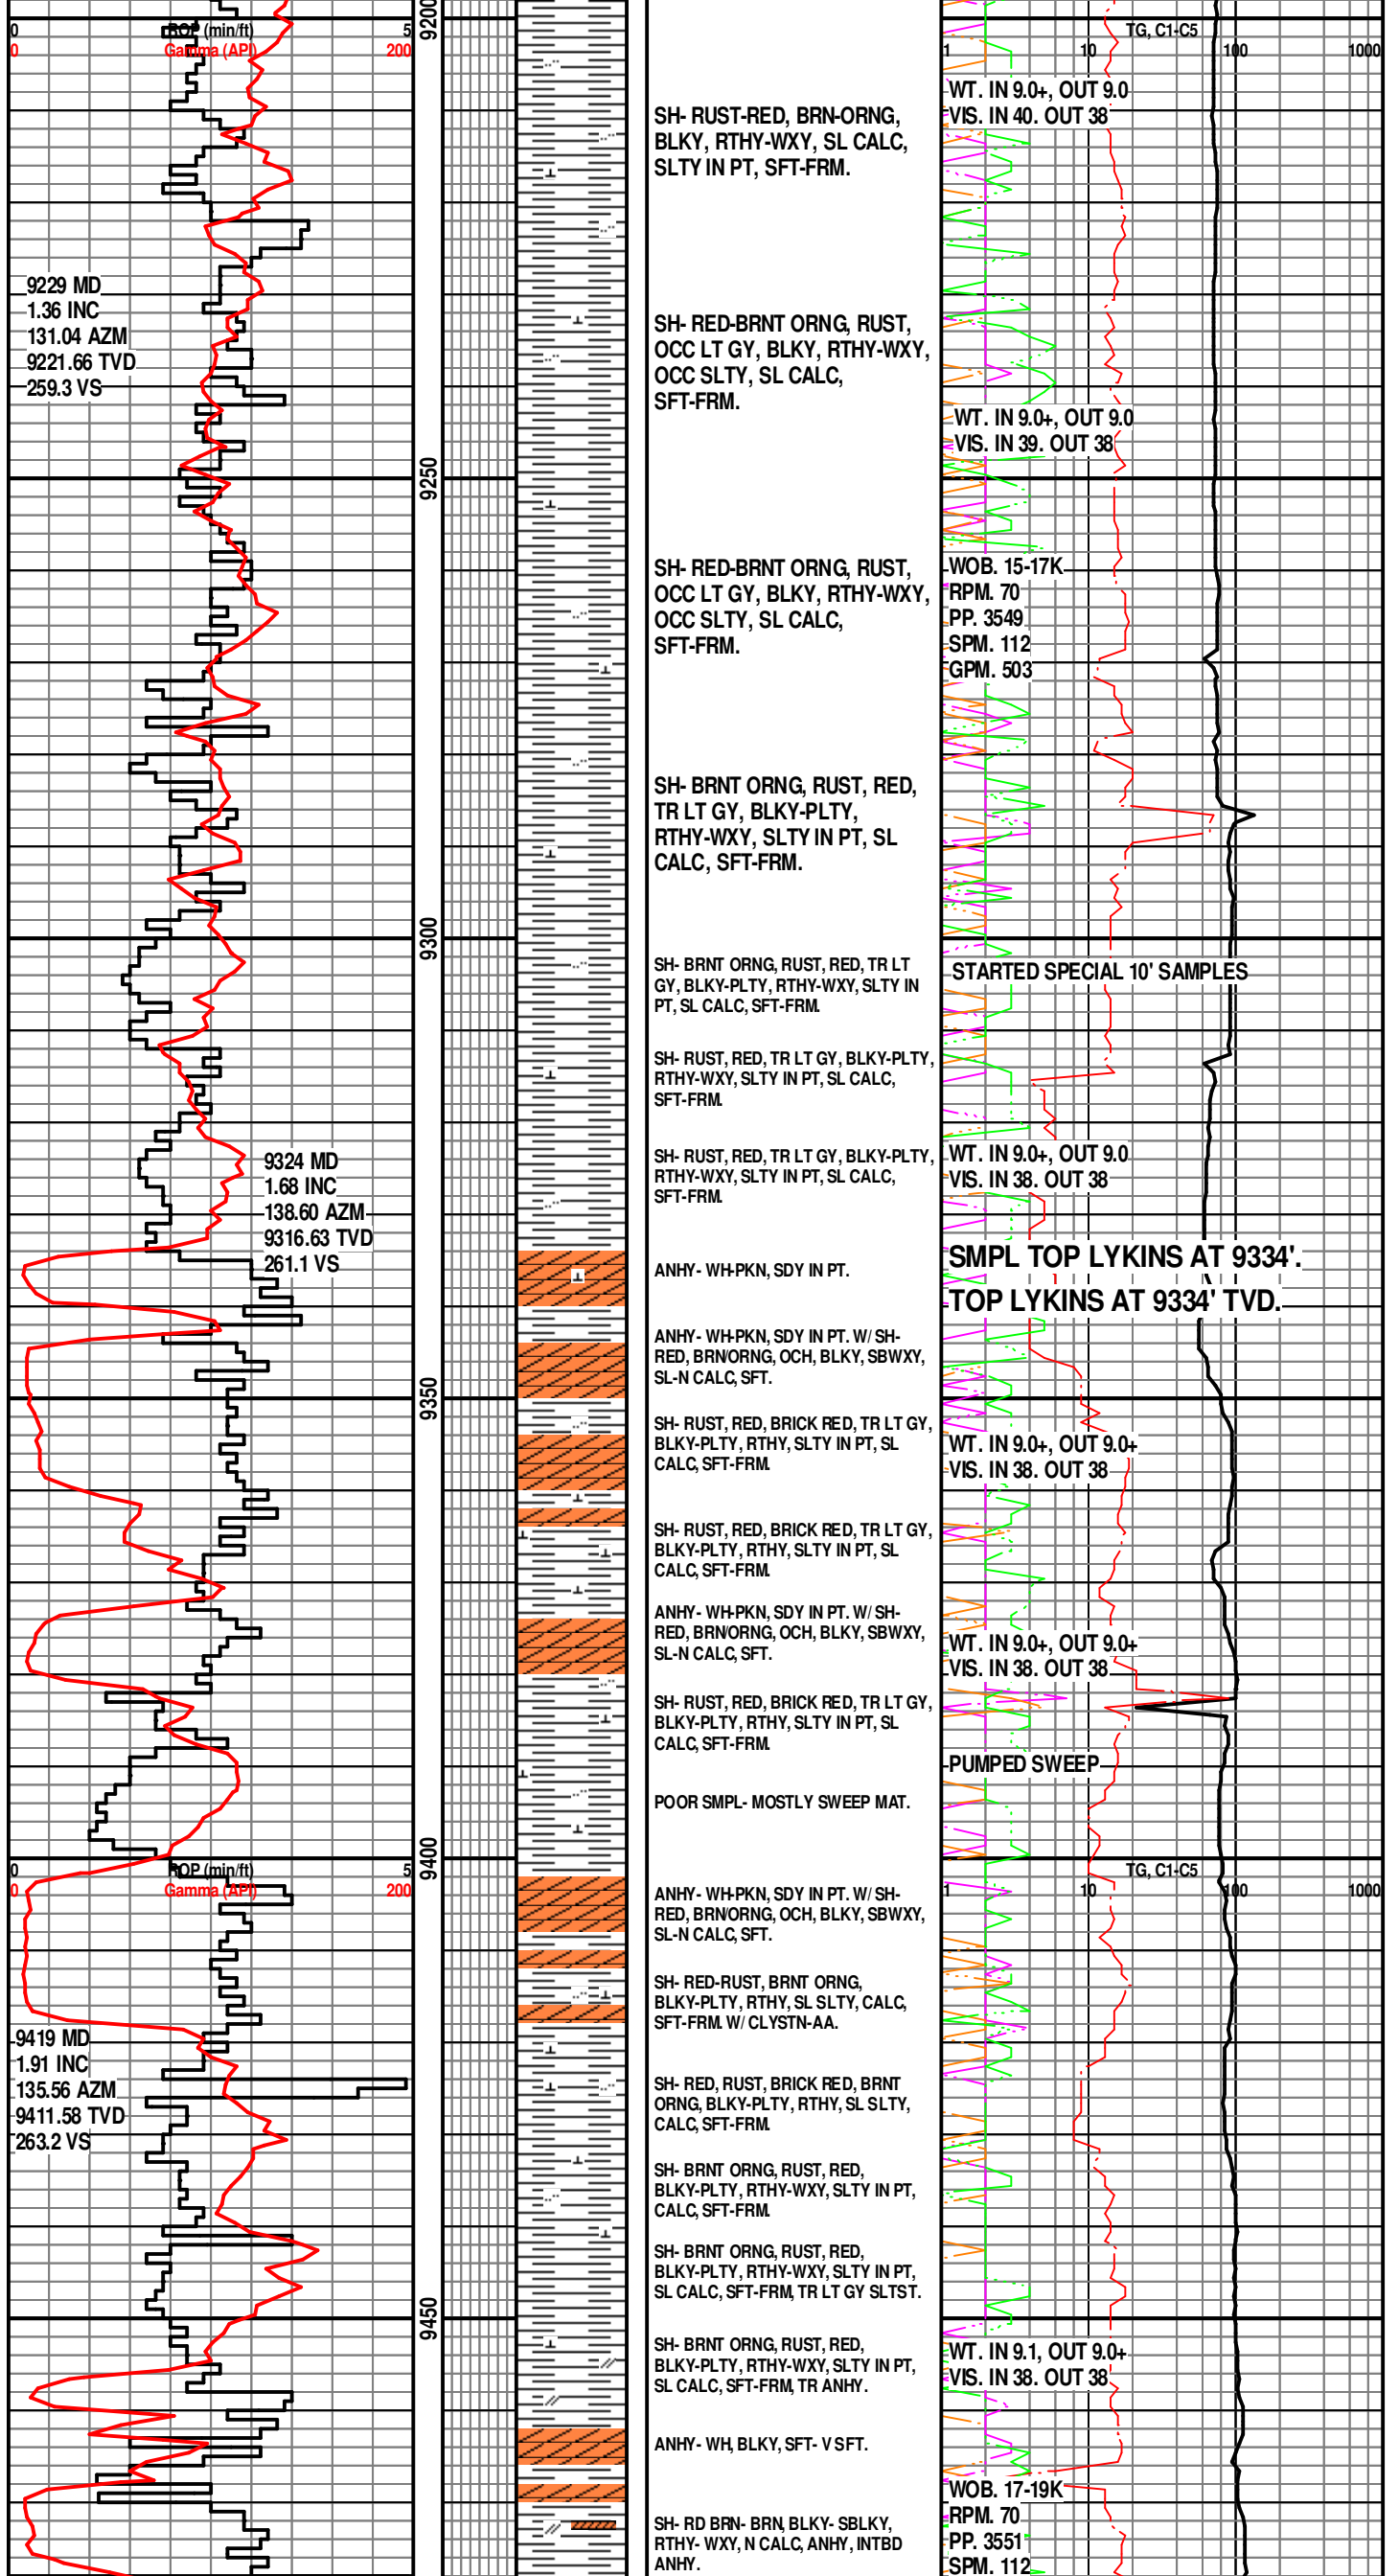 0 ROP (min/ft) 5
0 Gamma (API) 200
9200
TG, C1-C5
1 10 100 1000
WT. IN 9.0+, OUT 9.0
VIS. IN 40. OUT 38
SH- RUST-RED, BRN-ORNG,
BLKY, RTHY-WXY, SL CALC,
SLTY IN PT, SFT-FRM.
9229 MD
1.36 INC
131.04 AZM
9221.66 TVD
259.3 VS
SH- RED-BRNT ORNG, RUST,
OCC LT GY, BLKY, RTHY-WXY,
OCC SLTY, SL CALC,
SFT-FRM.
WT. IN 9.0+, OUT 9.0
VIS. IN 39. OUT 38
9250
SH- RED-BRNT ORNG, RUST,
OCC LT GY, BLKY, RTHY-WXY,
OCC SLTY, SL CALC,
SFT-FRM.
WOB. 15-17K
RPM. 70
PP. 3549
SPM. 112
GPM. 503
SH- BRNT ORNG, RUST, RED,
TR LT GY, BLKY-PLTY,
RTHY-WXY, SLTY IN PT, SL
CALC, SFT-FRM.
9300
SH- BRNT ORNG, RUST, RED, TR LT
GY, BLKY-PLTY, RTHY-WXY, SLTY IN
PT, SL CALC, SFT-FRM.
STARTED SPECIAL 10' SAMPLES
SH- RUST, RED, TR LT GY, BLKY-PLTY,
RTHY-WXY, SLTY IN PT, SL CALC,
SFT-FRM.
SH- RUST, RED, TR LT GY, BLKY-PLTY,
RTHY-WXY, SLTY IN PT, SL CALC,
SFT-FRM.
WT. IN 9.0+, OUT 9.0
VIS. IN 38. OUT 38
9324 MD
1.68 INC
138.60 AZM
9316.63 TVD
261.1 VS
ANHY- WH-PKN, SDY IN PT.
SMPL TOP LYKINS AT 9334'.
TOP LYKINS AT 9334' TVD.
ANHY- WH-PKN, SDY IN PT. W/ SH-
RED, BRN/ORNG, OCH, BLKY, SBWXY,
SL-N CALC, SFT.
9350
SH- RUST, RED, BRICK RED, TR LT GY,
BLKY-PLTY, RTHY, SLTY IN PT, SL
CALC, SFT-FRM.
WT. IN 9.0+, OUT 9.0+
VIS. IN 38. OUT 38
SH- RUST, RED, BRICK RED, TR LT GY,
BLKY-PLTY, RTHY, SLTY IN PT, SL
CALC, SFT-FRM.
ANHY- WH-PKN, SDY IN PT. W/ SH-
RED, BRN/ORNG, OCH, BLKY, SBWXY,
SL-N CALC, SFT.
WT. IN 9.0+, OUT 9.0+
VIS. IN 38. OUT 38
SH- RUST, RED, BRICK RED, TR LT GY,
BLKY-PLTY, RTHY, SLTY IN PT, SL
CALC, SFT-FRM.
PUMPED SWEEP
POOR SMPL- MOSTLY SWEEP MAT.
9400
0 ROP (min/ft) 5
0 Gamma (API) 200
TG, C1-C5
1 10 100 1000
ANHY- WH-PKN, SDY IN PT. W/ SH-
RED, BRN/ORNG, OCH, BLKY, SBWXY,
SL-N CALC, SFT.
SH- RED-RUST, BRNT ORNG,
BLKY-PLTY, RTHY, SL SLTY, CALC,
SFT-FRM. W/ CLYSTN-AA.
9419 MD
1.91 INC
135.56 AZM
9411.58 TVD
263.2 VS
SH- RED, RUST, BRICK RED, BRNT
ORNG, BLKY-PLTY, RTHY, SL SLTY,
CALC, SFT-FRM.
SH- BRNT ORNG, RUST, RED,
BLKY-PLTY, RTHY-WXY, SLTY IN PT,
CALC, SFT-FRM.
SH- BRNT ORNG, RUST, RED,
BLKY-PLTY, RTHY-WXY, SLTY IN PT,
SL CALC, SFT-FRM, TR LT GY SLTST.
9450
SH- BRNT ORNG, RUST, RED,
BLKY-PLTY, RTHY-WXY, SLTY IN PT,
SL CALC, SFT-FRM, TR ANHY.
WT. IN 9.1, OUT 9.0+
VIS. IN 38. OUT 38
ANHY- WH, BLKY, SFT- V SFT.
WOB. 17-19K
RPM. 70
PP. 3551
SPM. 112
SH- RD BRN- BRN, BLKY- SBLKY,
RTHY- WXY, N CALC, ANHY, INTBD
ANHY.